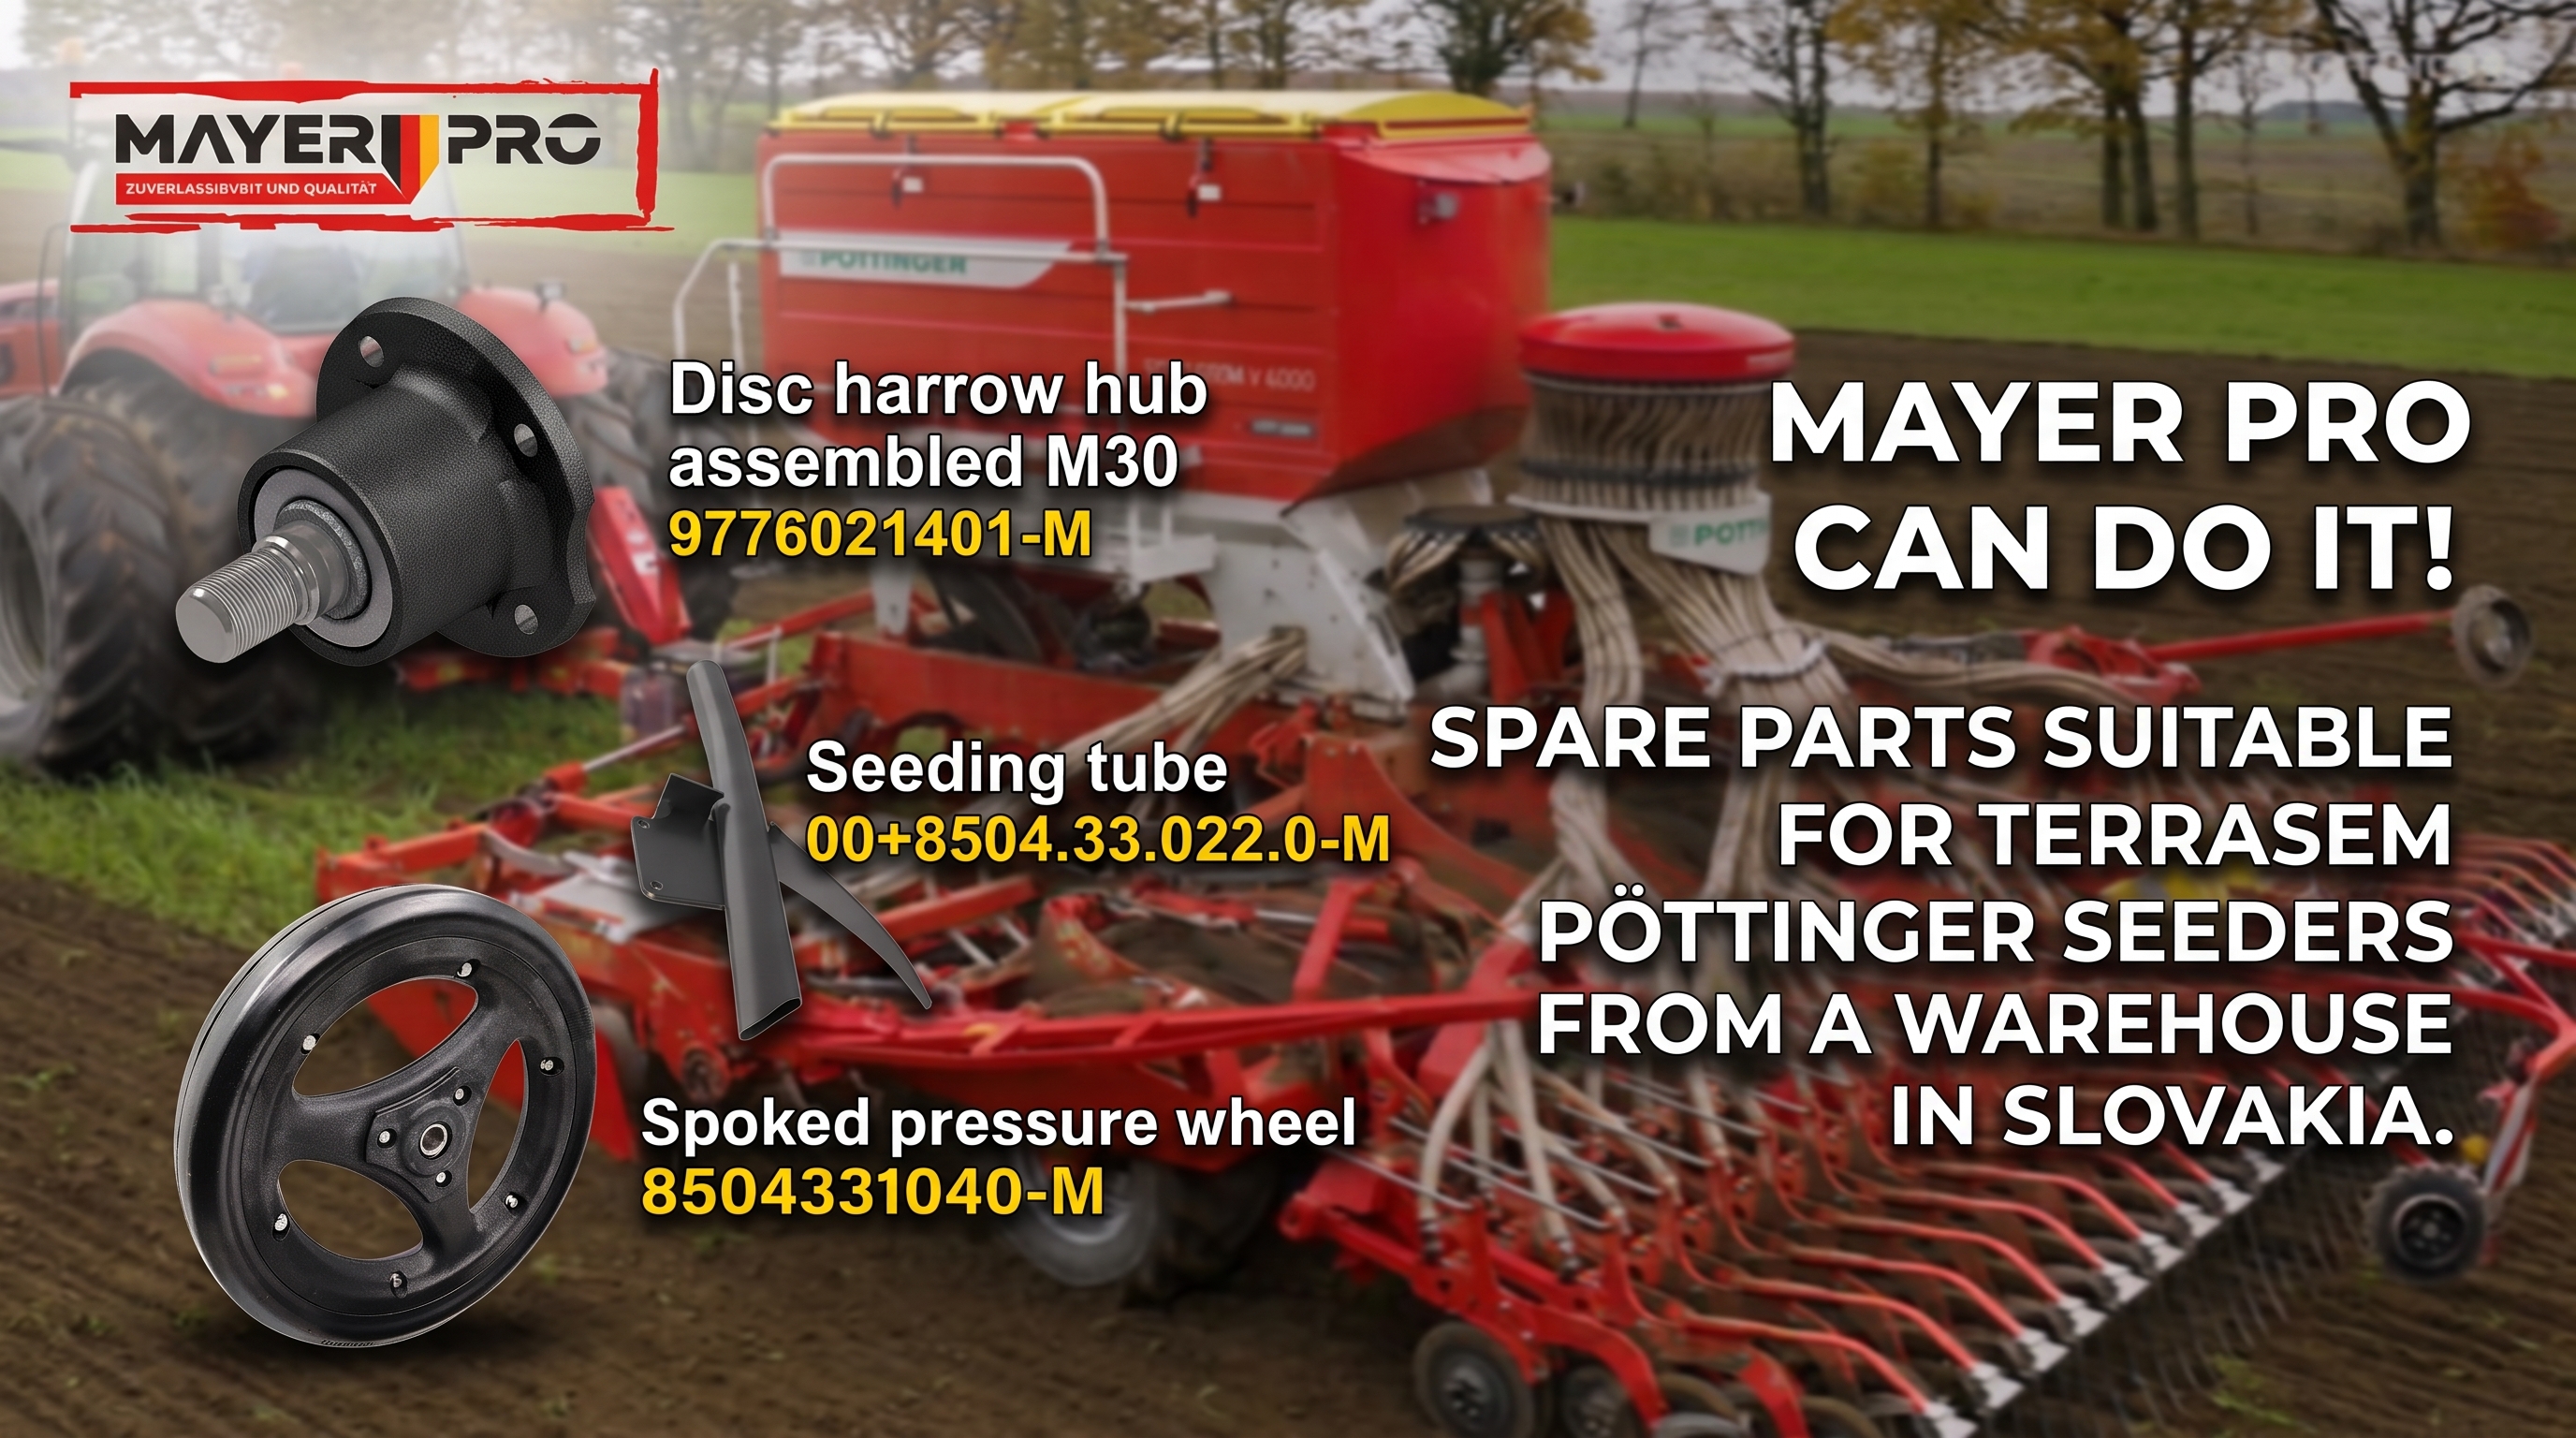 MAYER PRO
ZUVERLASSIBVBIT UND QUALITÄT
PÖTTINGER
Disc harrow hub
assembled M30
9776021401-M
Seeding tube
00+8504.33.022.0-M
Spoked pressure wheel
8504331040-M
MAYER PRO
CAN DO IT!
SPARE PARTS SUITABLE
FOR TERRASEM
PÖTTINGER SEEDERS
FROM A WAREHOUSE
IN SLOVAKIA.